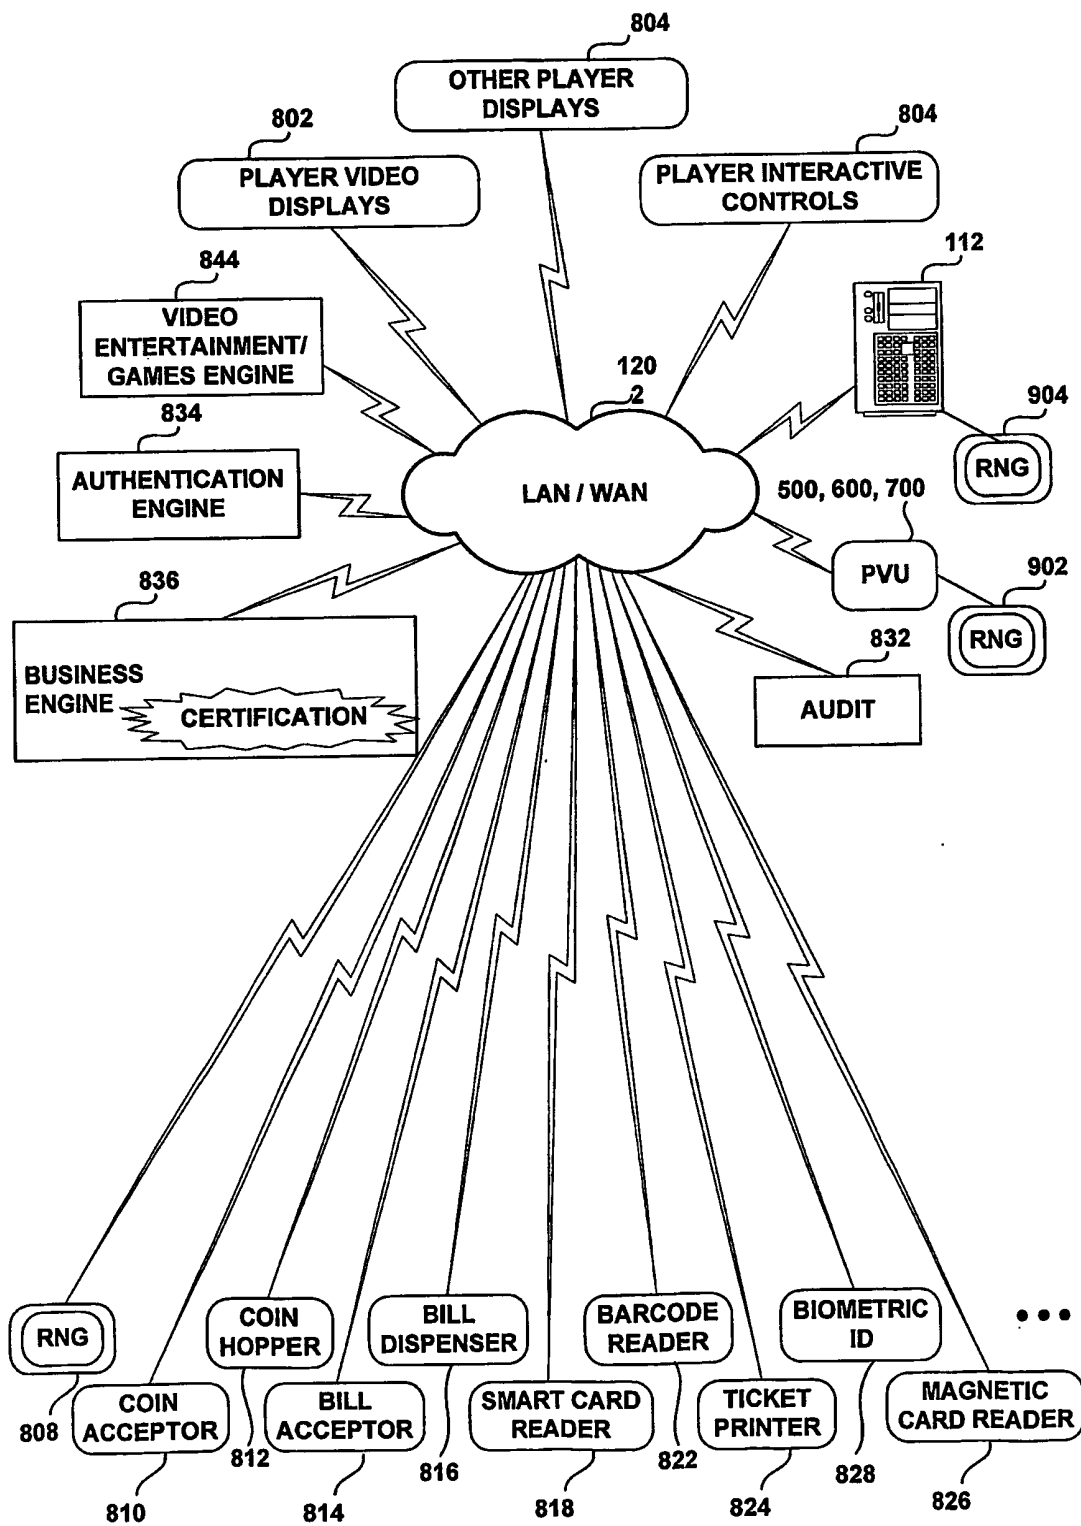 804
OTHER PLAYER
DISPLAYS
802
PLAYER VIDEO
DISPLAYS
804
PLAYER INTERACTIVE
CONTROLS
844
VIDEO
ENTERTAINMENT/
GAMES ENGINE
112
120
2
904
RNG
834
AUTHENTICATION
ENGINE
LAN / WAN
500, 600, 700
PVU
902
RNG
836
BUSINESS
ENGINE
CERTIFICATION
832
AUDIT
RNG
808
COIN
ACCEPTOR
810
COIN
HOPPER
812
BILL
ACCEPTOR
814
BILL
DISPENSER
816
SMART CARD
READER
818
BARCODE
READER
822
TICKET
PRINTER
824
BIOMETRIC
ID
828
MAGNETIC
CARD READER
826
•••